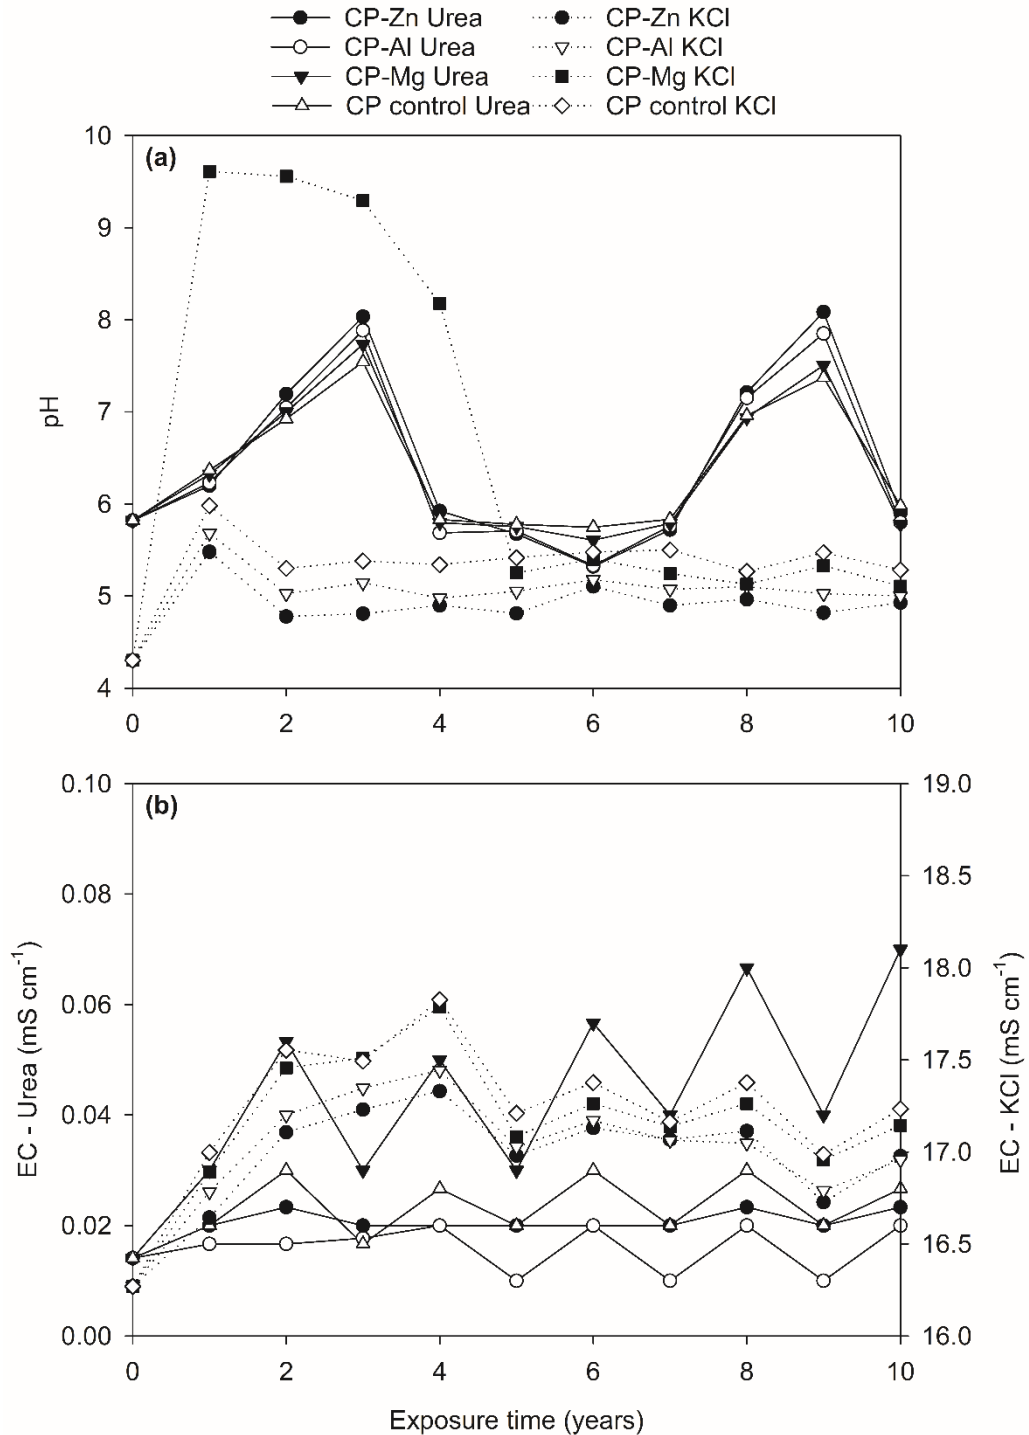 CP-Zn Urea CP-Zn KCl
CP-Al Urea CP-Al KCl
CP-Mg Urea CP-Mg KCl
CP control Urea CP control KCl
(a)
10
9
8
7
6
5
4
pH
0 2 4 6 8 10
(b)
0.10
0.08
0.06
0.04
0.02
0.00
EC - Urea (mS cm-1)
19.0
18.5
18.0
17.5
17.0
16.5
16.0
EC - KCl (mS cm-1)
0 2 4 6 8 10
Exposure time (years)